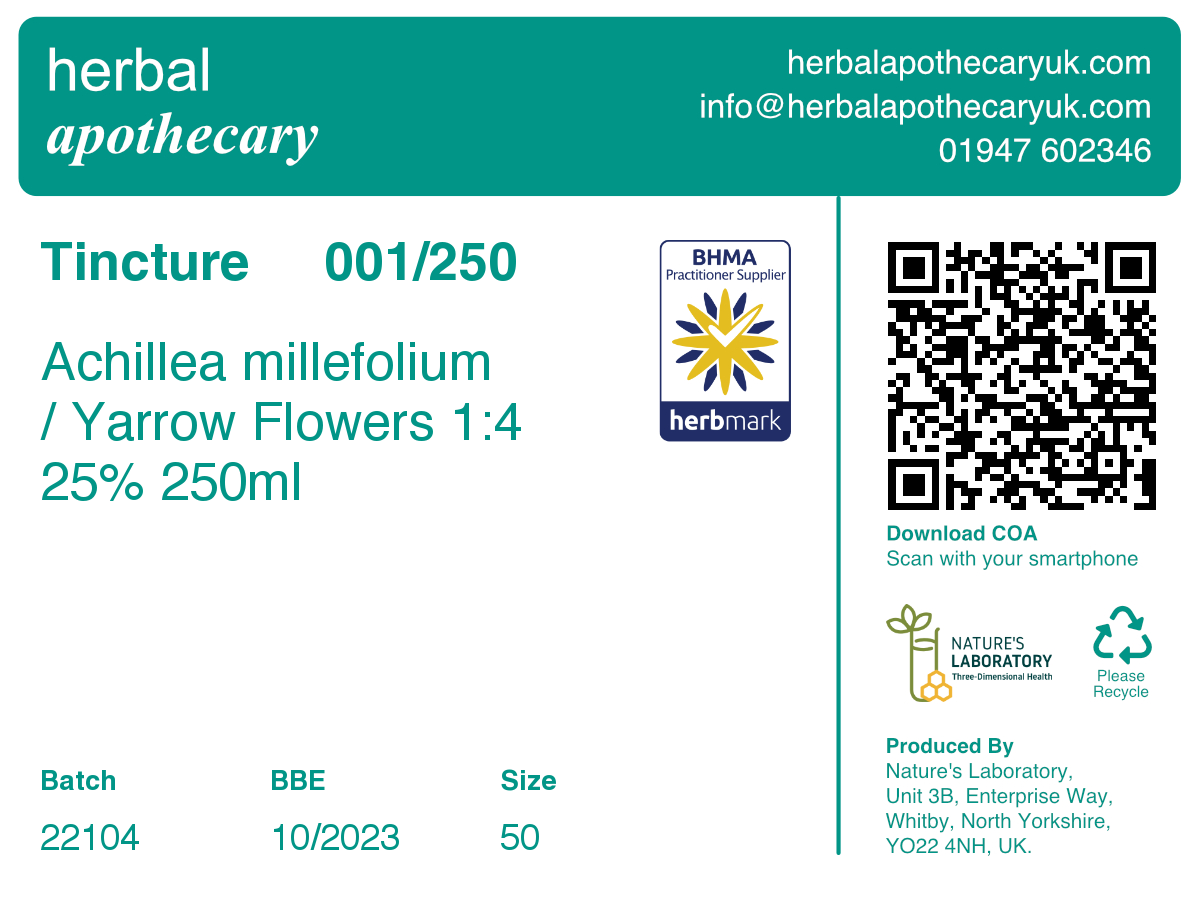 herbal
apothecary
herbalapothecaryuk.com
info@herbalapothecaryuk.com
01947 602346
Tincture 001/250
Achillea millefolium
/ Yarrow Flowers 1:4
25% 250ml
BHMA
Practitioner Supplier
herbmark
Batch BBE Size
22104 10/2023 50
Download COA
Scan with your smartphone
NATURE'S
LABORATORY
Three-Dimensional Health
Please
Recycle
Produced By
Nature's Laboratory,
Unit 3B, Enterprise Way,
Whitby, North Yorkshire,
YO22 4NH, UK.